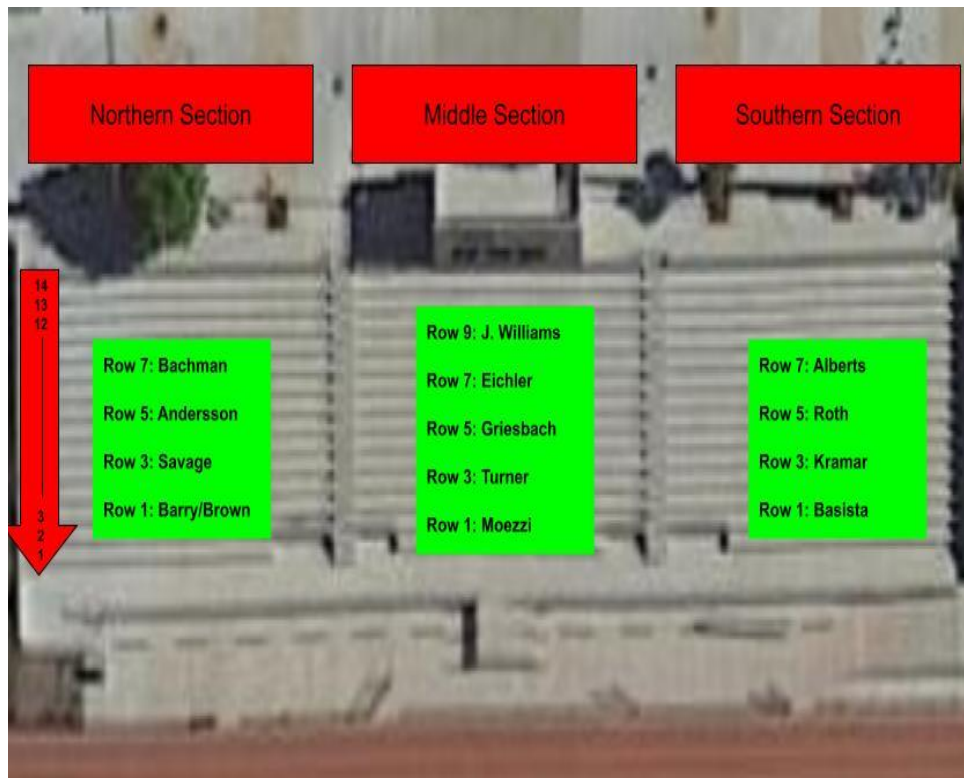 Northern Section
Middle Section
Southern Section
14
13
12
3
2
1
Row 7: Bachman
Row 5: Andersson
Row 3: Savage
Row 1: Barry/Brown
Row 9: J. Williams
Row 7: Eichler
Row 5: Griesbach
Row 3: Turner
Row 1: Moezzi
Row 7: Alberts
Row 5: Roth
Row 3: Kramar
Row 1: Basista